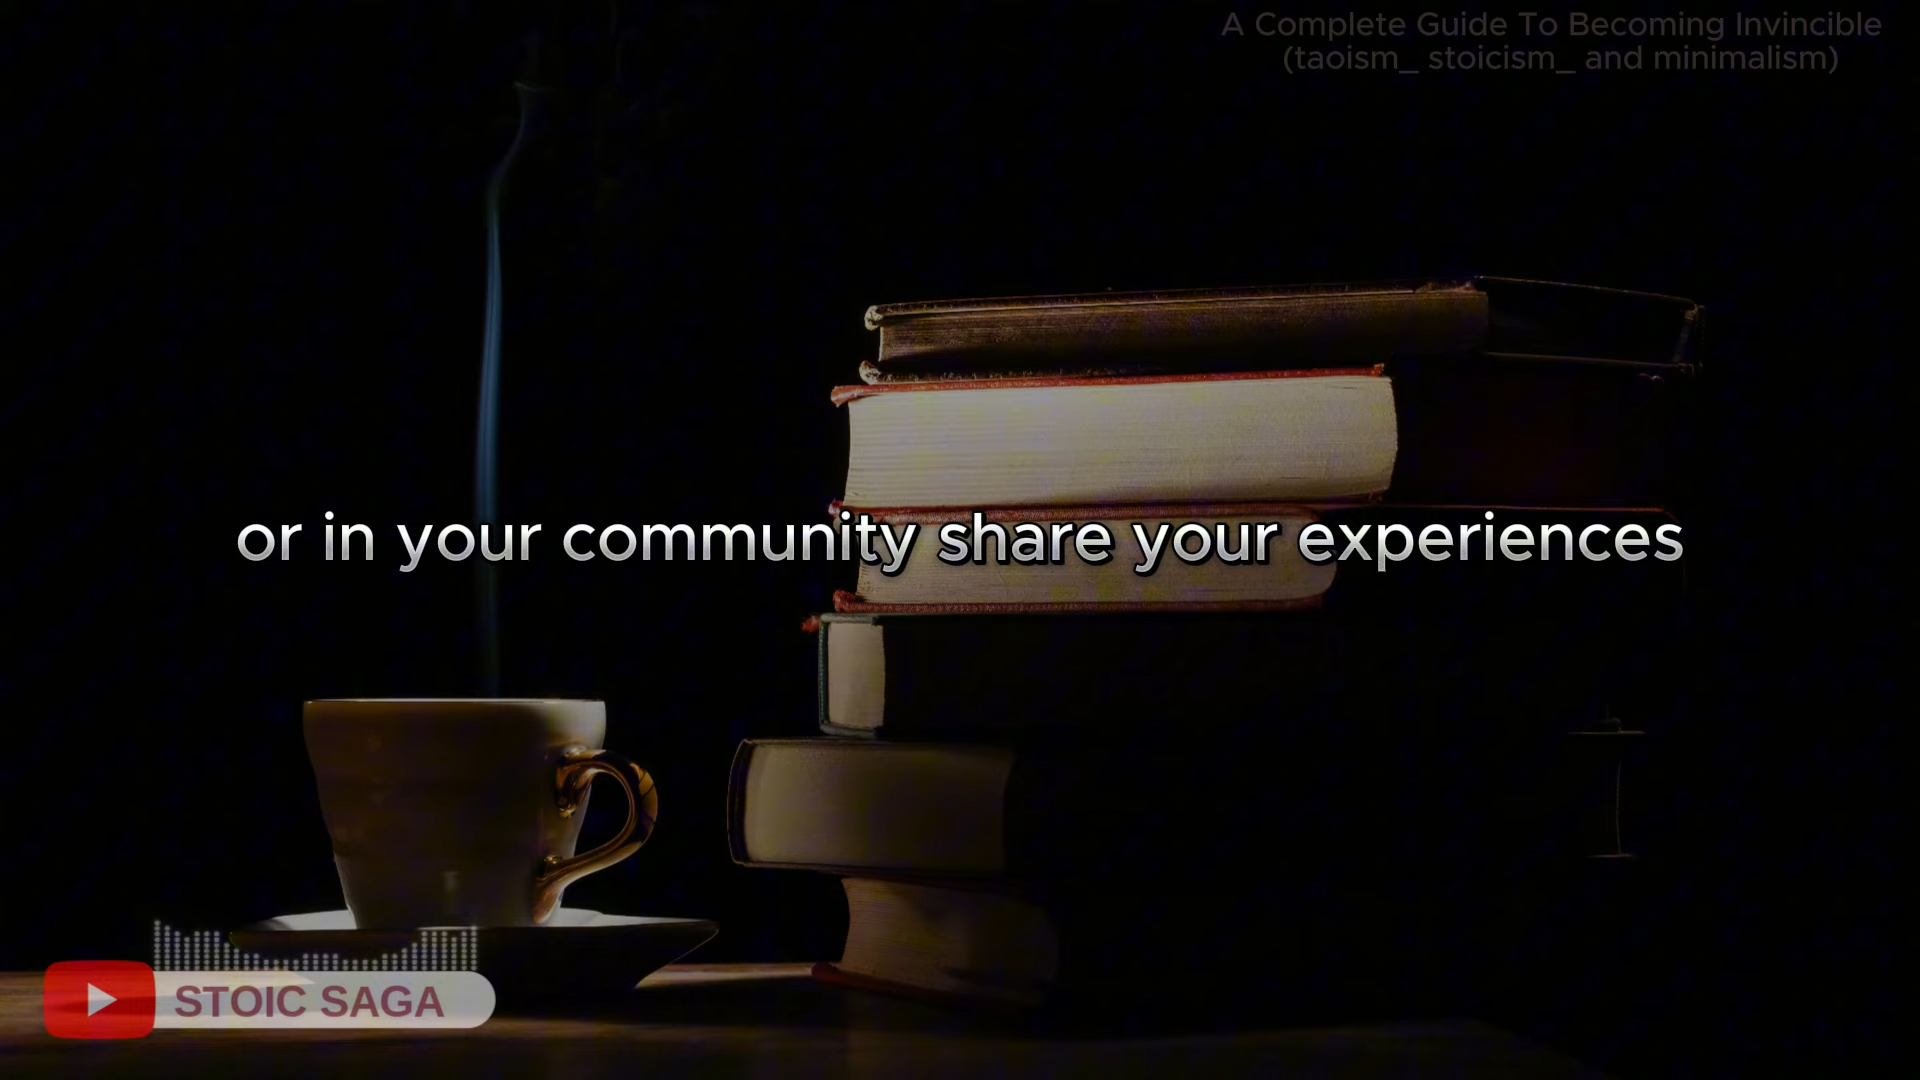 A Complete Guide To Becoming Invincible
(taoism_ stoicism_ and minimalism)
or in your community share your experiences
STOIC SAGA